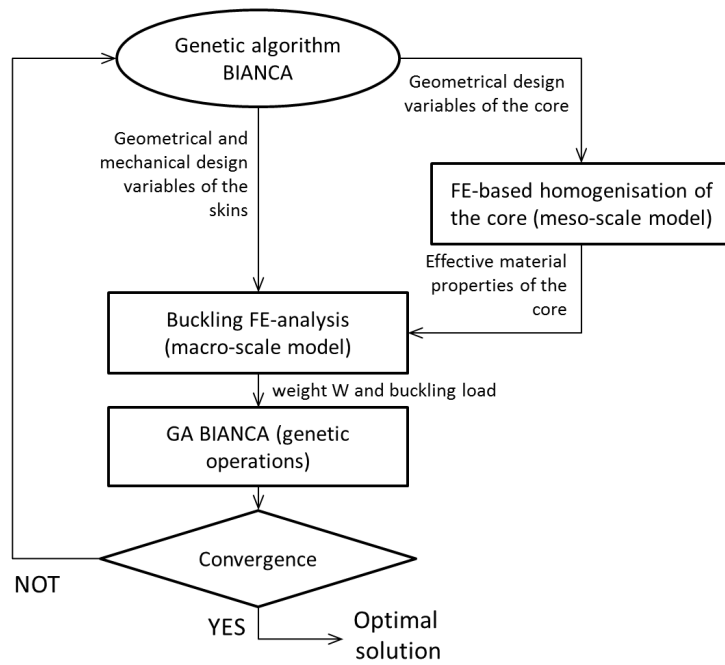 Genetic algorithm
BIANCA
Geometrical design
variables of the core
Geometrical and
mechanical design
variables of the
skins
FE-based homogenisation of
the core (meso-scale model)
Effective material
properties of the
core
Buckling FE-analysis
(macro-scale model)
weight W and buckling load
GA BIANCA (genetic
operations)
Convergence
NOT
YES
Optimal
solution